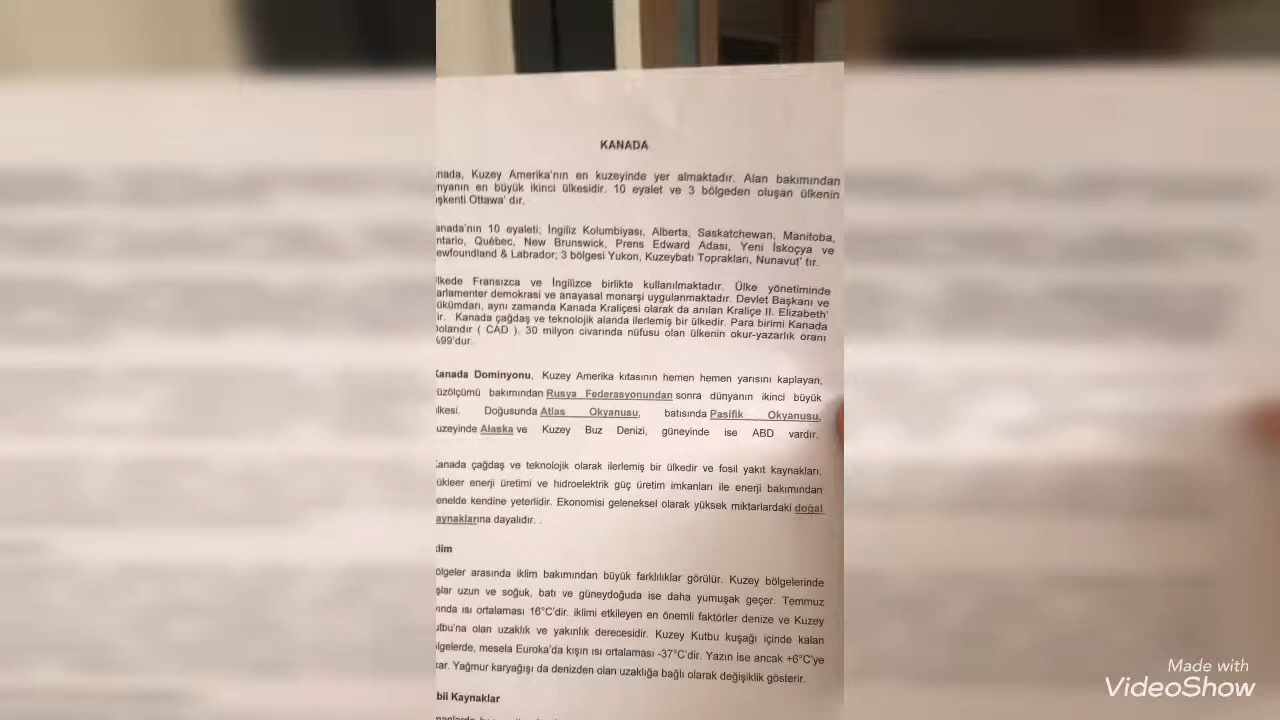 KANADA
nada, Kuzey Amerika'nın en kuzeyinde yer almaktadır. Alan bakımından
nyanın en büyük ikinci ülkesidir. 10 eyalet ve 3 bölgeden oluşan ülkenin
şkenti Ottawa' dır.
anada'nın 10 eyaleti; İngiliz Kolumbiyası, Alberta, Saskatchewan, Manitoba,
ntario, Québec, New Brunswick, Prens Edward Adası, Yeni İskoçya ve
ewfoundland & Labrador; 3 bölgesi Yukon, Kuzeybatı Toprakları, Nunavut' tır.
lkede Fransızca ve İngilizce birlikte kullanılmaktadır. Ülke yönetiminde
arlamenter demokrasi ve anayasal monarşi uygulanmaktadır. Devlet Başkanı ve
ükümdarı, aynı zamanda Kanada Kraliçesi olarak da anılan Kraliçe II. Elizabeth'
ir. Kanada çağdaş ve teknolojik alanda ilerlemiş bir ülkedir. Para birimi Kanada
Dolarıdır ( CAD ). 30 milyon civarında nüfusu olan ülkenin okur-yazarlık oranı
%99'dur.
Kanada Dominyonu, Kuzey Amerika kıtasının hemen hemen yarısını kaplayan,
üzölçümü bakımından Rusya Federasyonundan sonra dünyanın ikinci büyük
lkesi. Doğusunda Atlas Okyanusu, batısında Pasifik Okyanusu,
uzeyinde Alaska ve Kuzey Buz Denizi, güneyinde ise ABD vardır.
Kanada çağdaş ve teknolojik olarak ilerlemiş bir ülkedir ve fosil yakıt kaynakları,
ükleer enerji üretimi ve hidroelektrik güç üretim imkanları ile enerji bakımından
enelde kendine yeterlidir. Ekonomisi geleneksel olarak yüksek miktarlardaki doğal
aynaklarına dayalıdır. .
klim
ölgeler arasında iklim bakımından büyük farklılıklar görülür. Kuzey bölgelerinde
şlar uzun ve soğuk, batı ve güneydoğuda ise daha yumuşak geçer. Temmuz
yında ısı ortalaması 16°C'dir. iklimi etkileyen en önemli faktörler denize ve Kuzey
utbu'na olan uzaklık ve yakınlık derecesidir. Kuzey Kutbu kuşağı içinde kalan
lgelerde, mesela Euroka'da kışın ısı ortalaması -37°C'dir. Yazın ise ancak +6°C'ye
kar. Yağmur karyağışı da denizden olan uzaklığa bağlı olarak değişiklik gösterir.
bii Kaynaklar
Made with
VideoShow